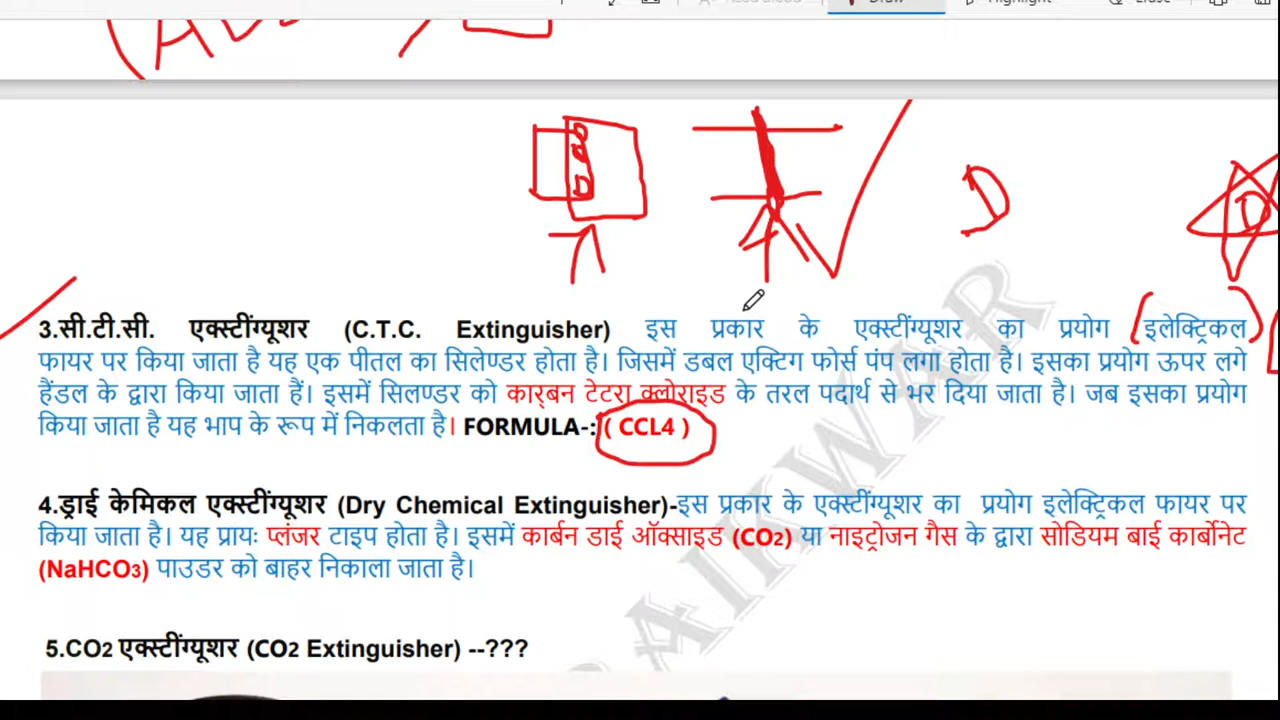 Draw
Highlight
Erase
D
D
3.सी.टी.सी. एक्स्टींग्यूशर (C.T.C. Extinguisher) इस प्रकार के एक्स्टींग्यूशर का प्रयोग (इलेक्ट्रिकल)
फायर पर किया जाता है यह एक पीतल का सिलेण्डर होता है। जिसमें डबल एक्टिग फोर्स पंप लगा होता है। इसका प्रयोग ऊपर लगे
हैंडल के द्वारा किया जाता हैं। इसमें सिलण्डर को कार्बन टेटरा क्लोराइड के तरल पदार्थ से भर दिया जाता है। जब इसका प्रयोग
किया जाता है यह भाप के रूप में निकलता है। FORMULA-: ( CCL4 )
4.ड्राई केमिकल एक्स्टींग्यूशर (Dry Chemical Extinguisher)-इस प्रकार के एक्स्टींग्यूशर का प्रयोग इलेक्ट्रिकल फायर पर
किया जाता है। यह प्रायः प्लंजर टाइप होता है। इसमें कार्बन डाई ऑक्साइड (CO2) या नाइट्रोजन गैस के द्वारा सोडियम बाई कार्बोनेट
(NaHCO3) पाउडर को बाहर निकाला जाता है।
5.CO2 एक्स्टींग्यूशर (CO2 Extinguisher) --???
RAIKWAR